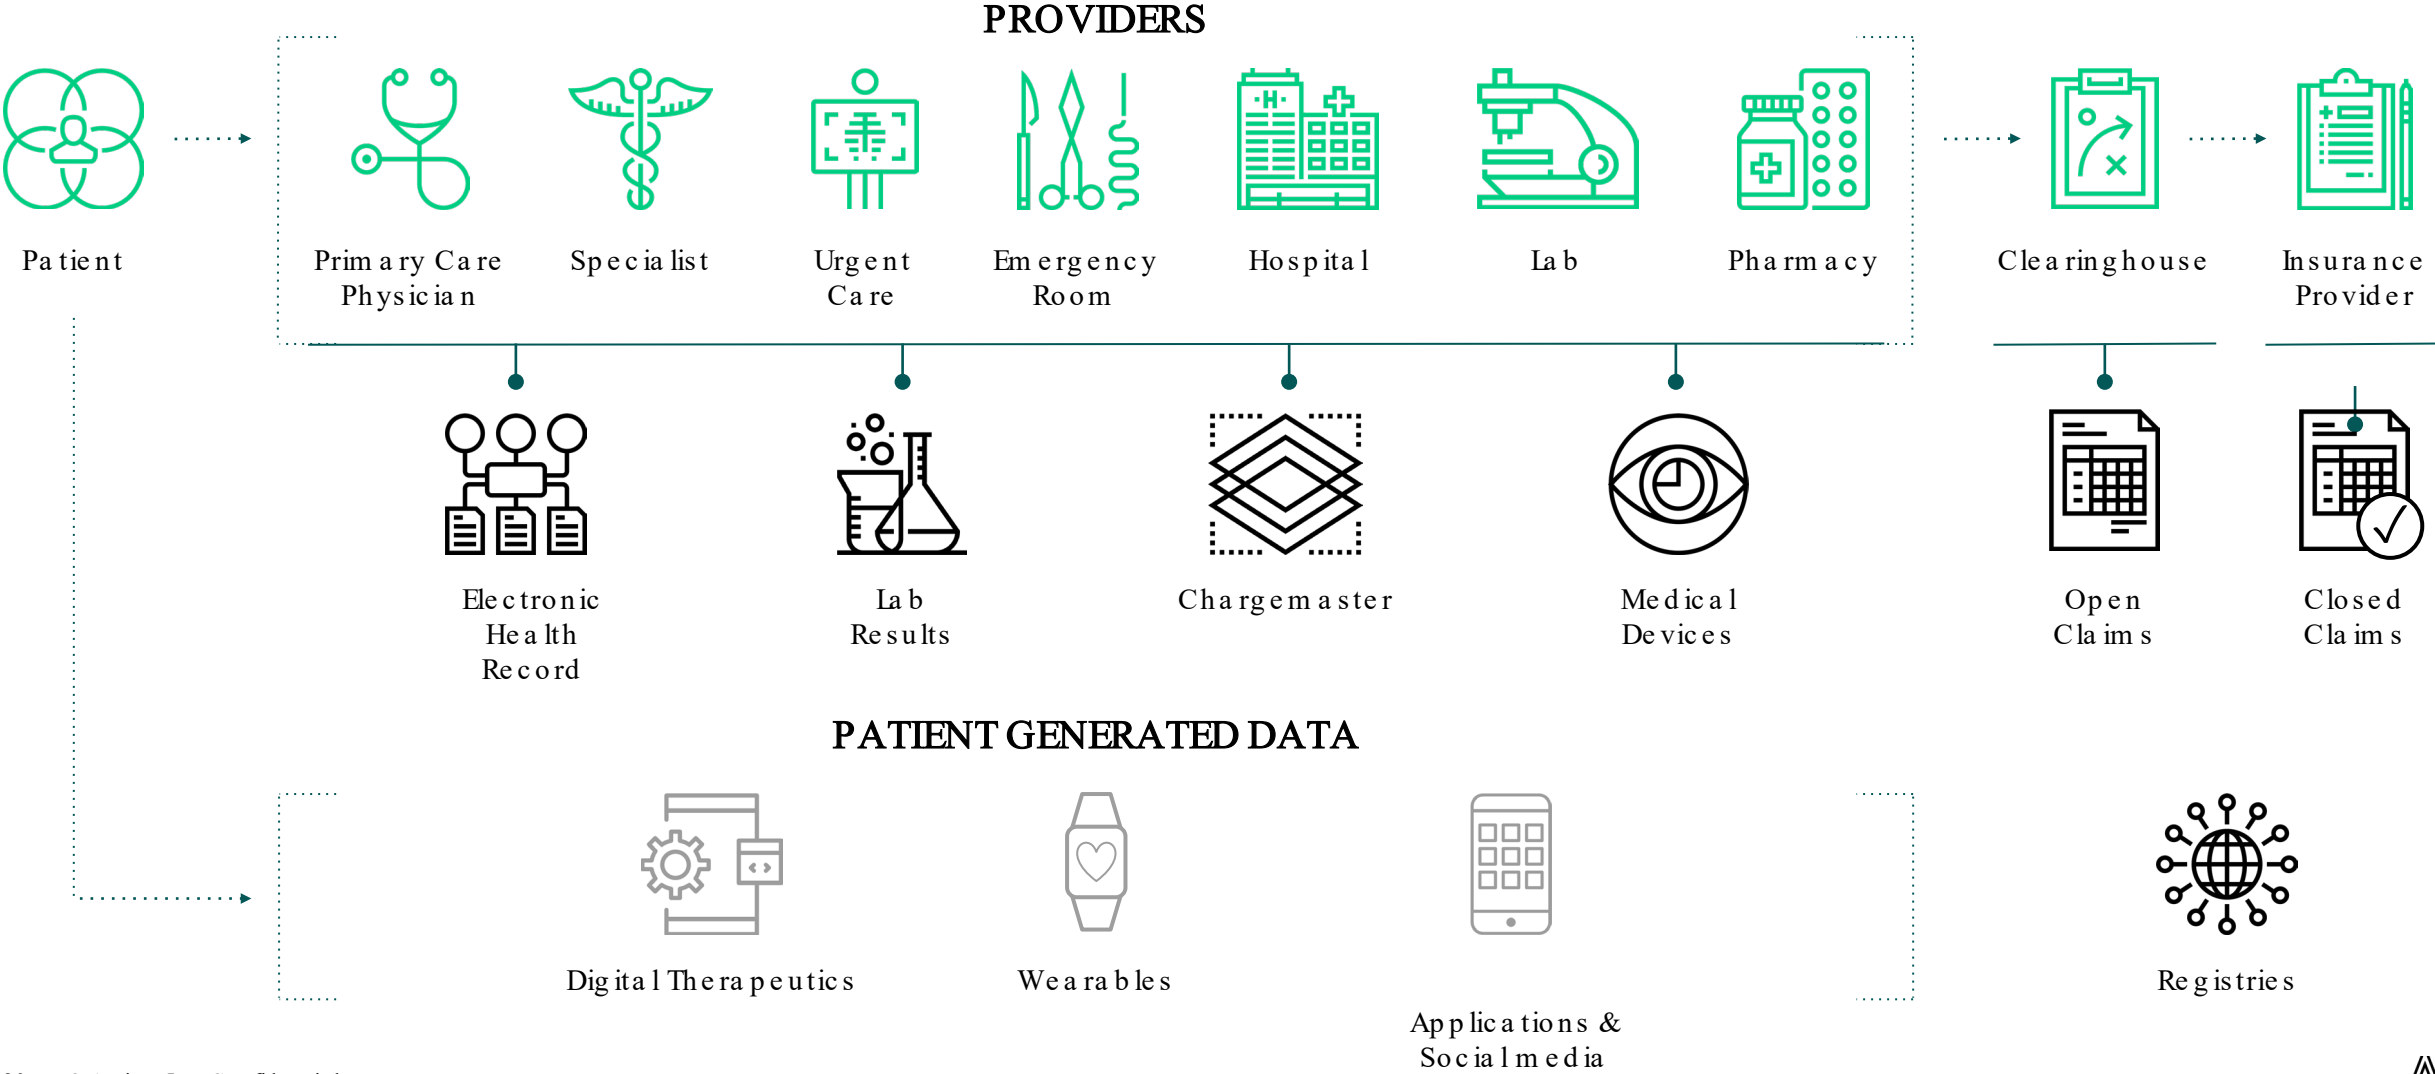 PROVIDERS
Patient
Primary Care
Physician
Specialist
Urgent
Care
Emergency
Room
Hospital
Lab
Pharmacy
Clearinghouse
Insurance
Provider
Electronic
Health
Record
Lab
Results
Chargemaster
Medical
Devices
Open
Claims
Closed
Claims
PATIENT GENERATED DATA
Digital Therapeutics
Wearables
Applications &
Social media
Registries